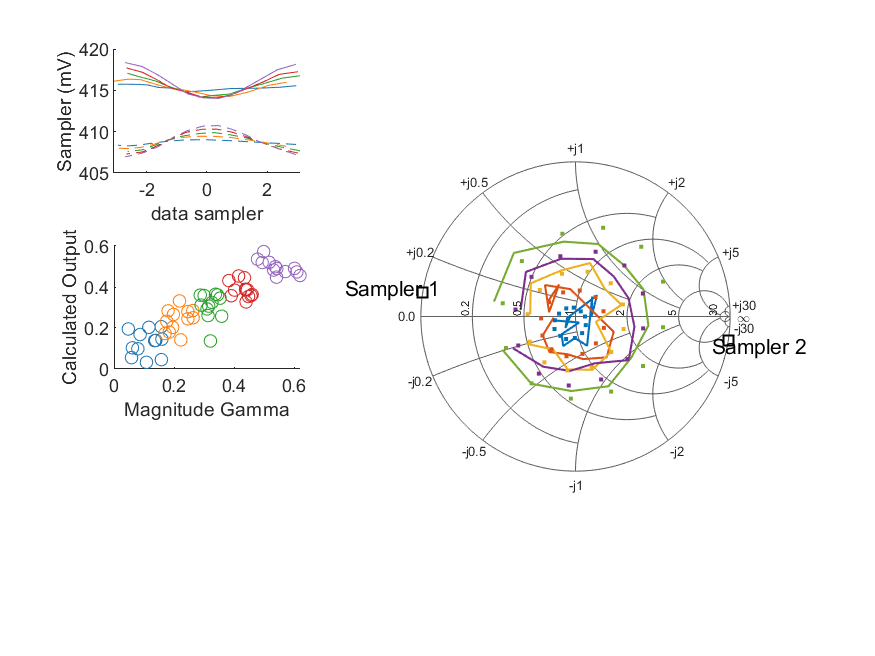 420
415
410
405
Sampler (mV)
-2
0
2
data sampler
0.6
0.4
0.2
0
Calculated Output
0
0.2
0.4
0.6
Magnitude Gamma
+j1
+j0.5
+j2
+j0.2
+j5
Sampler 1
0.0
0.2
0.5
1
2
5
30
+j30
∞
-j30
Sampler 2
-j0.2
-j5
-j0.5
-j2
-j1